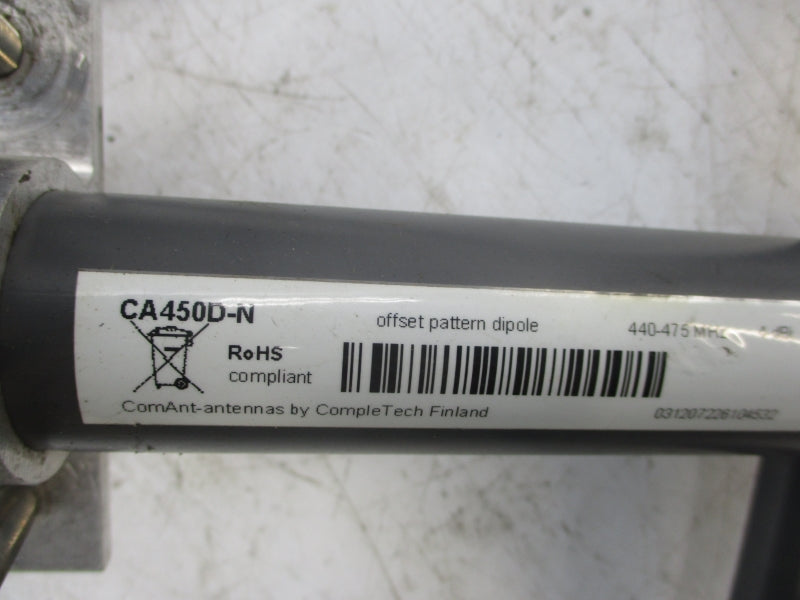 CA450D-N
offset pattern dipole
440-475 MHz
RoHS
compliant
ComAnt-antennas by CompleTech Finland
031207226104532